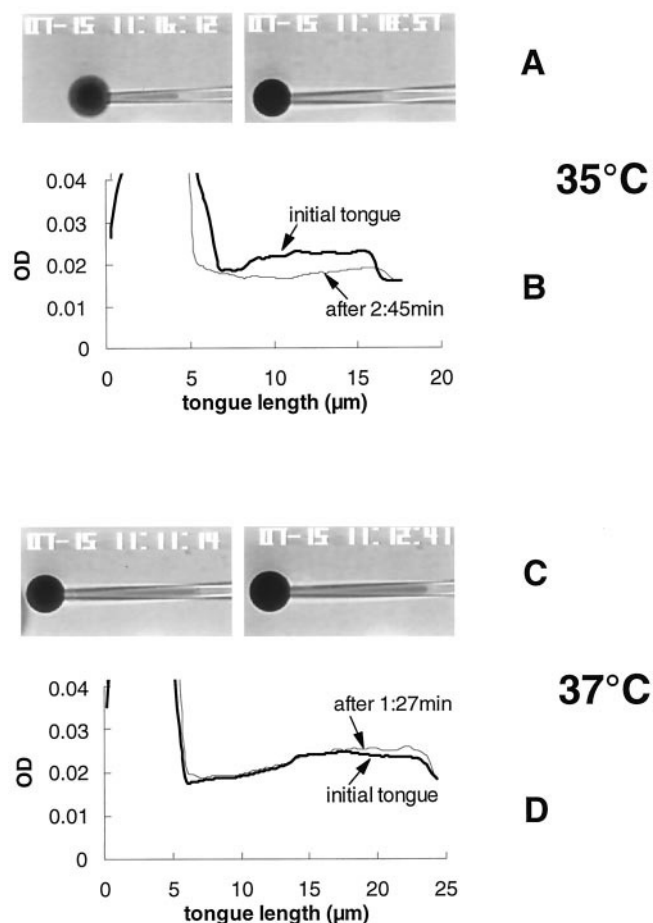 07-15 11:16:12
07-15 11:18:57
A
35°C
0.04
0.03
0.02
0.01
0
OD
initial tongue
after 2:45min
B
0 5 10 15 20
tongue length (µm)
07-15 11:11:14
07-15 11:12:41
C
37°C
0.04
0.03
0.02
0.01
0
OD
after 1:27min
initial tongue
D
0 5 10 15 20 25
tongue length (µm)